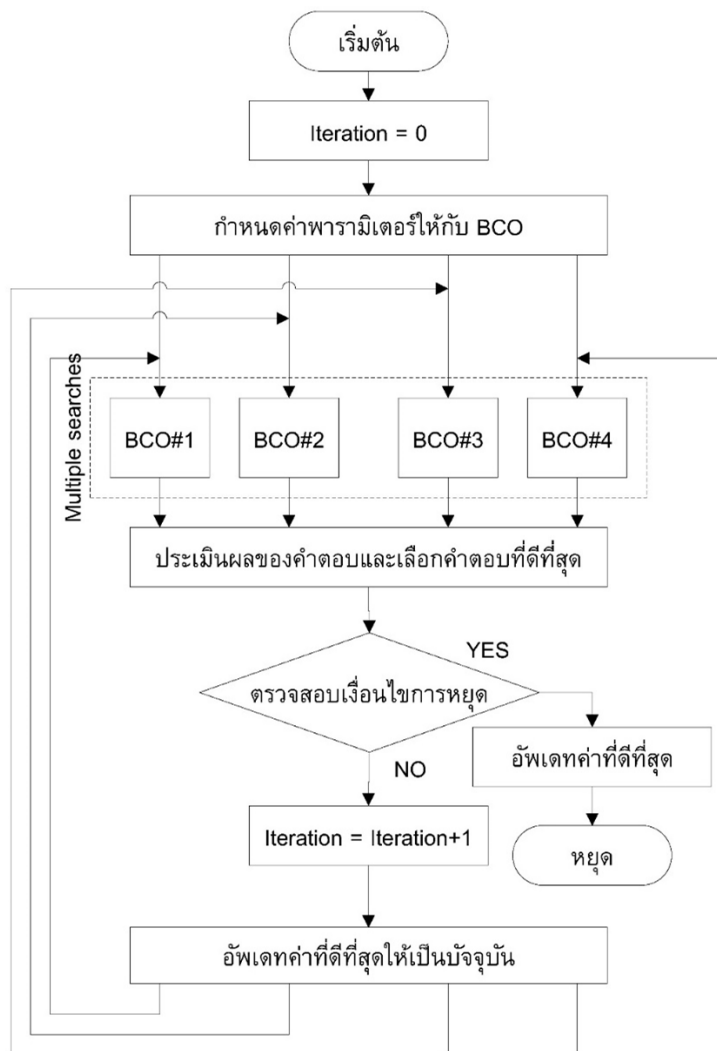 เริ่มต้น
Iteration = 0
กำหนดค่าพารามิเตอร์ให้กับ BCO
Multiple searches
BCO#1
BCO#2
BCO#3
BCO#4
ประเมินผลของคำตอบและเลือกคำตอบที่ดีที่สุด
YES
ตรวจสอบเงื่อนไขการหยุด
อัพเดทค่าที่ดีที่สุด
NO
Iteration = Iteration+1
หยุด
อัพเดทค่าที่ดีที่สุดให้เป็นปัจจุบัน